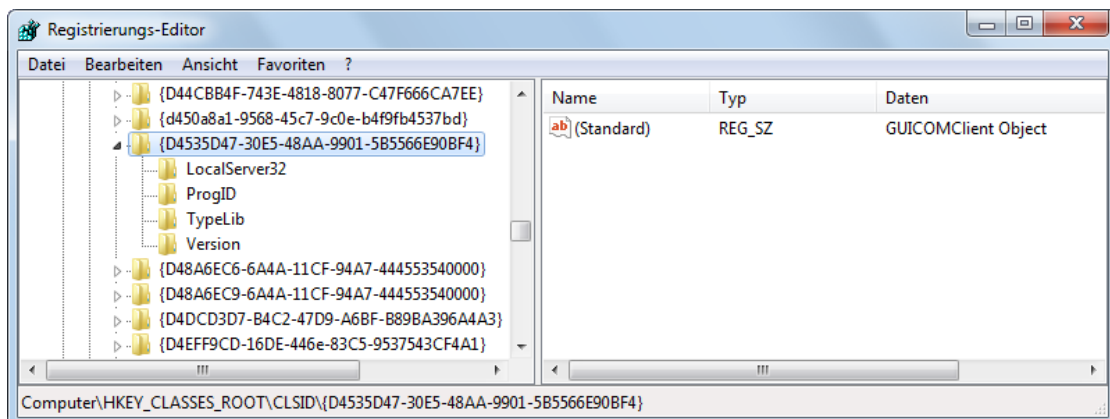 Registrierungs-Editor
Datei Bearbeiten Ansicht Favoriten ?
{D44CBB4F-743E-4818-8077-C47F666CA7EE}
{d450a8a1-9568-45c7-9c0e-b4f9fb4537bd}
{D4535D47-30E5-48AA-9901-5B5566E90BF4}
LocalServer32
ProgID
TypeLib
Version
{D48A6EC6-6A4A-11CF-94A7-444553540000}
{D48A6EC9-6A4A-11CF-94A7-444553540000}
{D4DCD3D7-B4C2-47D9-A6BF-B89BA396A4A3}
{D4EFF9CD-16DE-446e-83C5-9537543CF4A1}
Name Typ Daten
ab (Standard) REG_SZ GUICOMClient Object
Computer\HKEY_CLASSES_ROOT\CLSID\{D4535D47-30E5-48AA-9901-5B5566E90BF4}